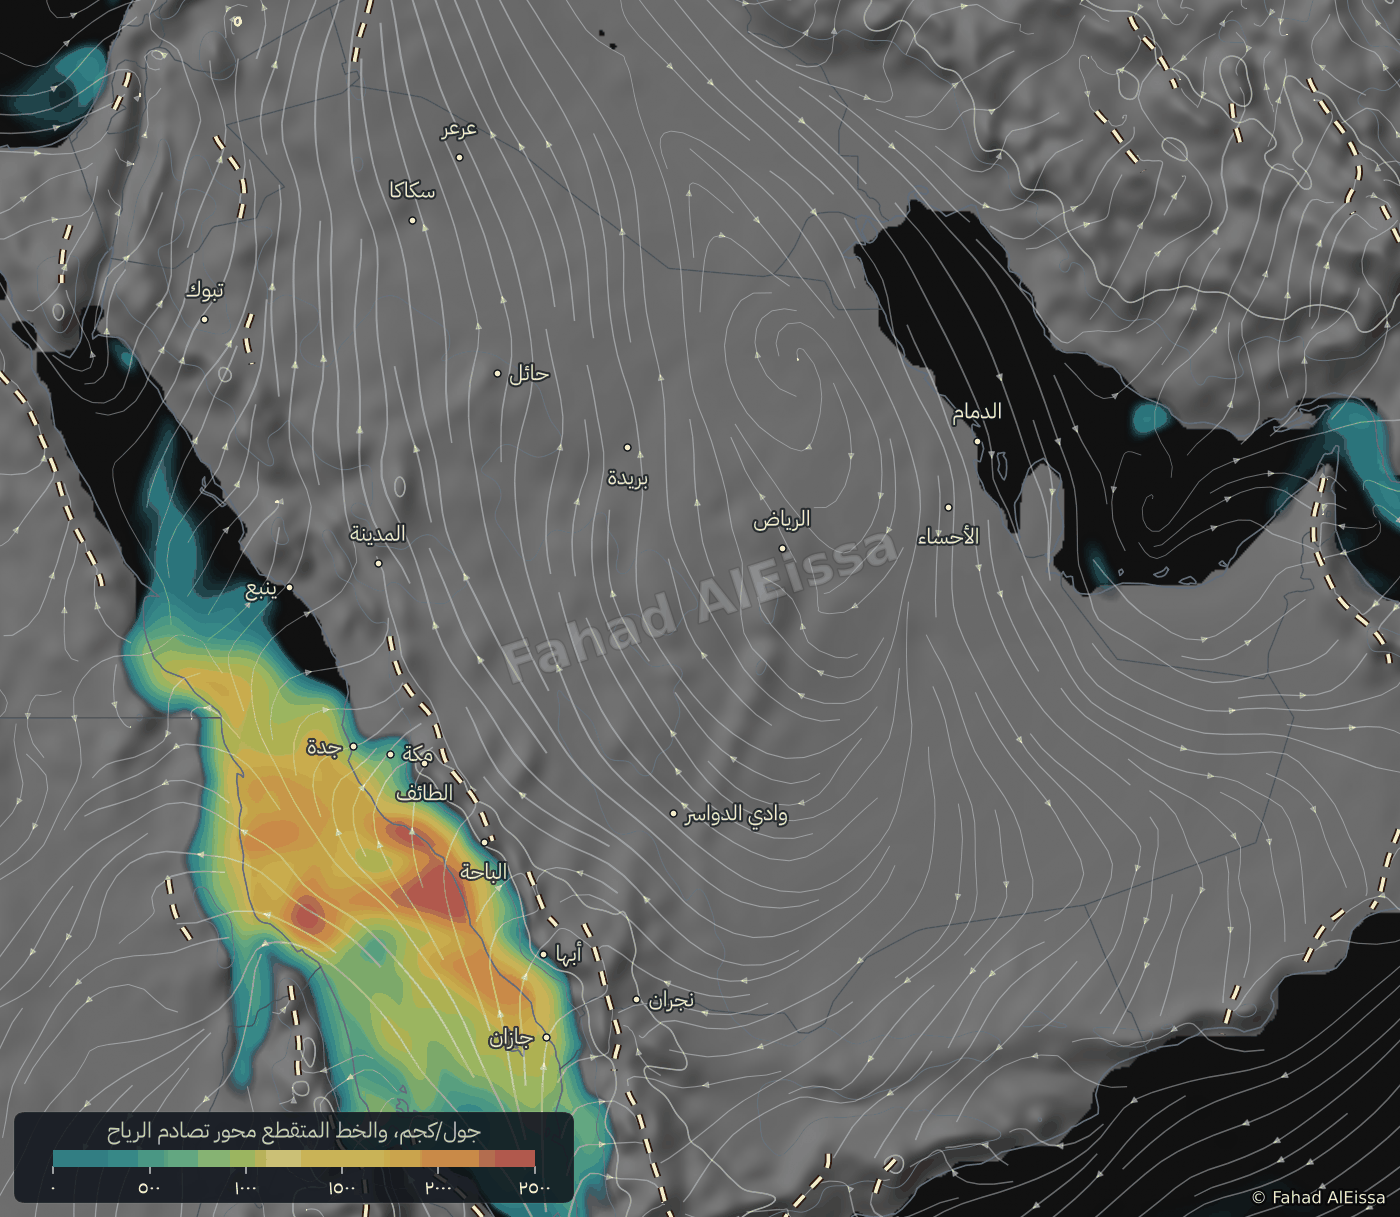 عرعر
سكاكا
تبوك
حائل
الدمام
بريدة
الرياض
الأحساء
المدينة
ينبع
Fahad AlEissa
جدة
مكة
الطائف
وادي الدواسر
الباحة
أبها
نجران
جازان
جول/كجم، والخط المتقطع محور تصادم الرياح
٠ ٥٠٠ ١٠٠٠ ١٥٠٠ ٢٠٠٠ ٢٥٠٠
© Fahad AlEissa